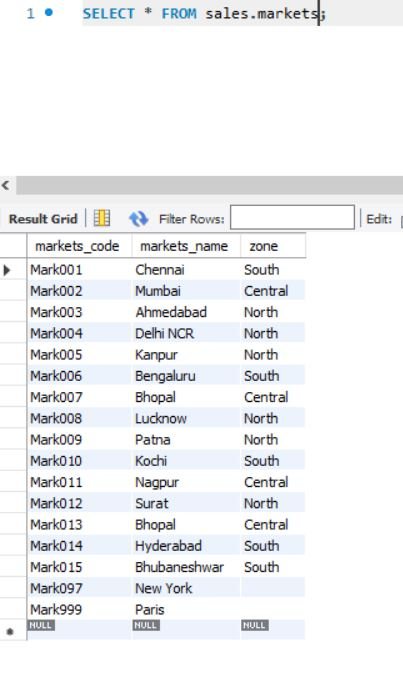 1 SELECT * FROM sales.markets;
Result Grid Filter Rows: Edit:
markets_code markets_name zone
Mark001 Chennai South
Mark002 Mumbai Central
Mark003 Ahmedabad North
Mark004 Delhi NCR North
Mark005 Kanpur North
Mark006 Bengaluru South
Mark007 Bhopal Central
Mark008 Lucknow North
Mark009 Patna North
Mark010 Kochi South
Mark011 Nagpur Central
Mark012 Surat North
Mark013 Bhopal Central
Mark014 Hyderabad South
Mark015 Bhubaneshwar South
Mark097 New York
Mark999 Paris
NULL NULL NULL